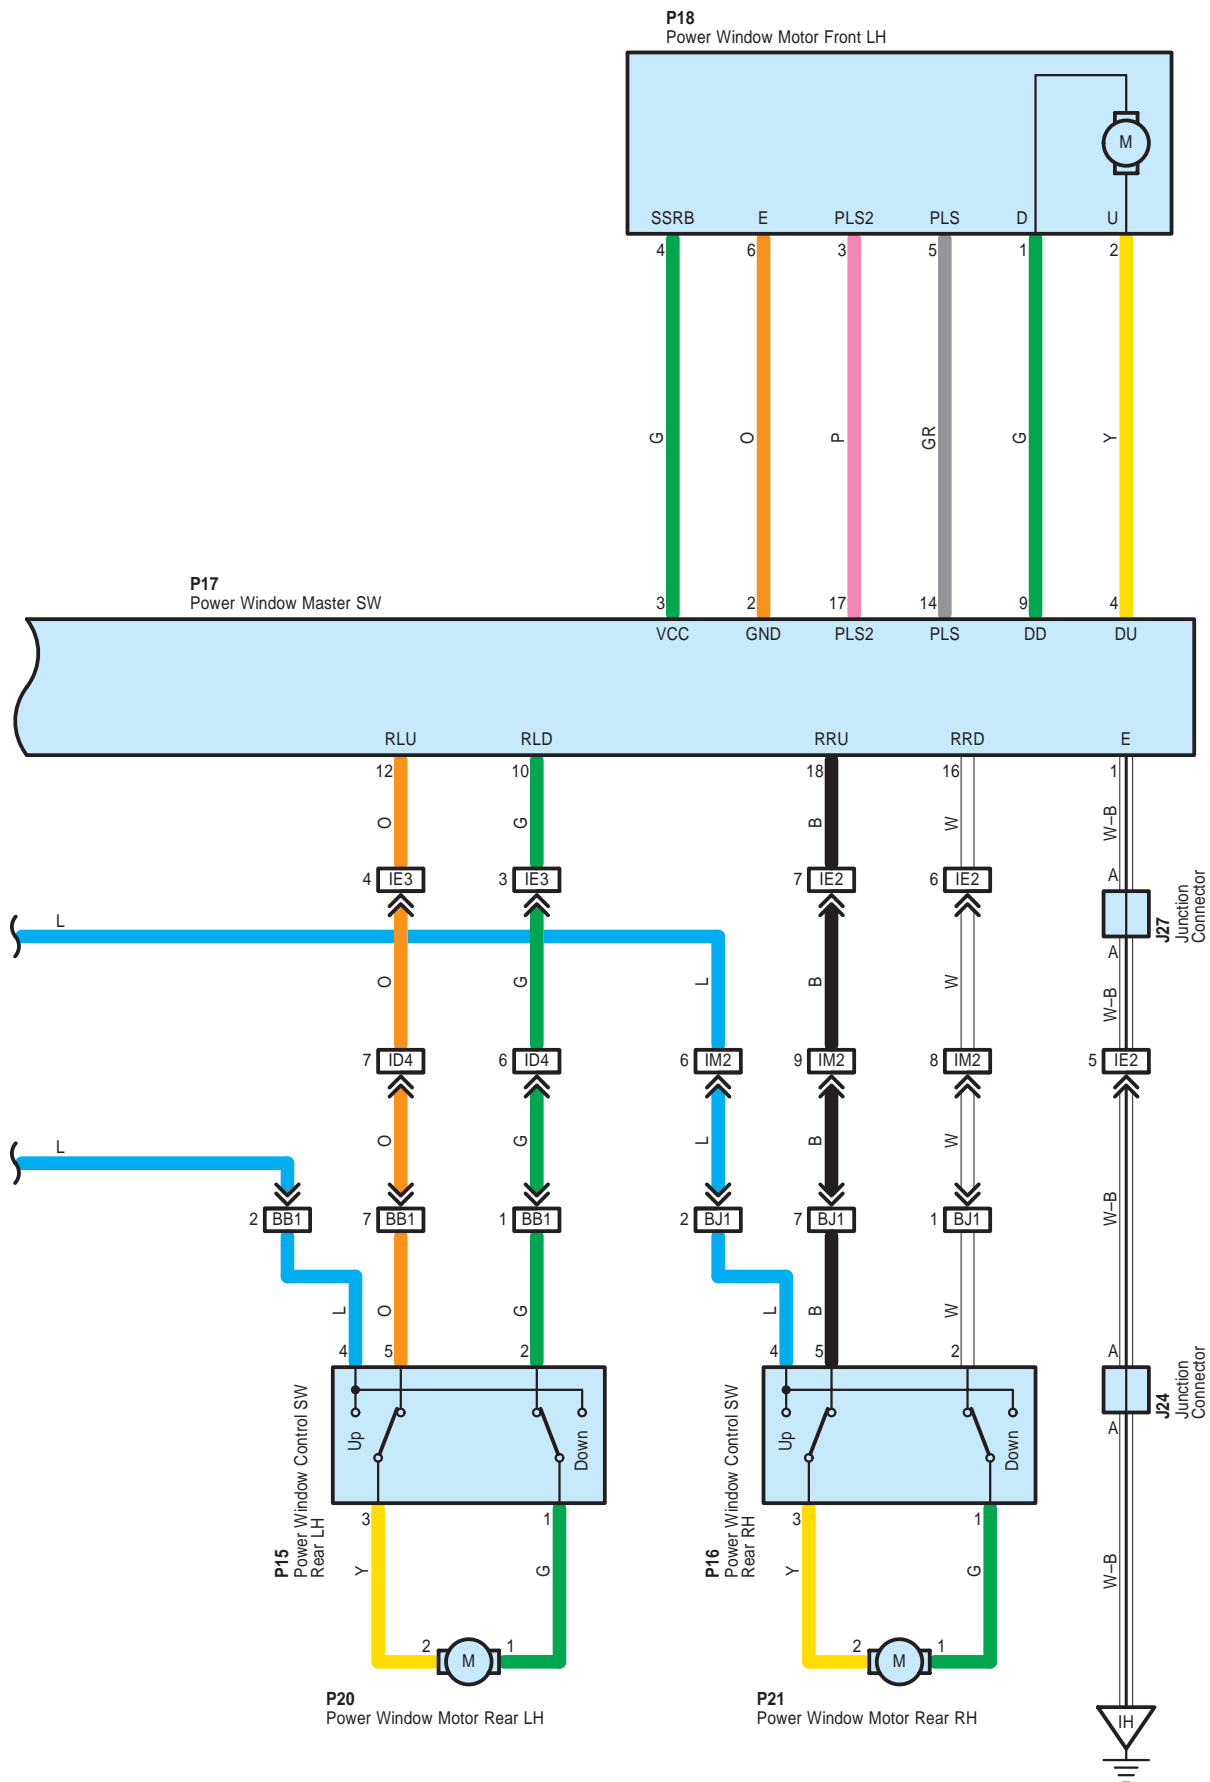 P18
Power Window Motor Front LH
M
SSRB E PLS2 PLS D U
4 6 3 5 1 2
G O P GR G Y
P17
Power Window Master SW
3 2 17 14 9 4
VCC GND PLS2 PLS DD DU
RLU RLD RRU RRD E
12 10 18 16 1
O G B W W–B
4 IE3 3 IE3 7 IE2 6 IE2 A
L
J27
Junction
Connector
A
O G L B W W–B
7 ID4 6 ID4 6 IM2 9 IM2 8 IM2 5 IE2
L
O G L B W
2 BB1 7 BB1 1 BB1 2 BJ1 7 BJ1 1 BJ1 W–B
L O G L B W
4 5 2 4 5 2 A
J24
Junction
Connector
A
Up Down Up Down
P15
Power Window Control SW
Rear LH
P16
Power Window Control SW
Rear RH
3 1 3 1
Y G Y G W–B
2 M 1 2 M 1
P20
Power Window Motor Rear LH
P21
Power Window Motor Rear RH
IH